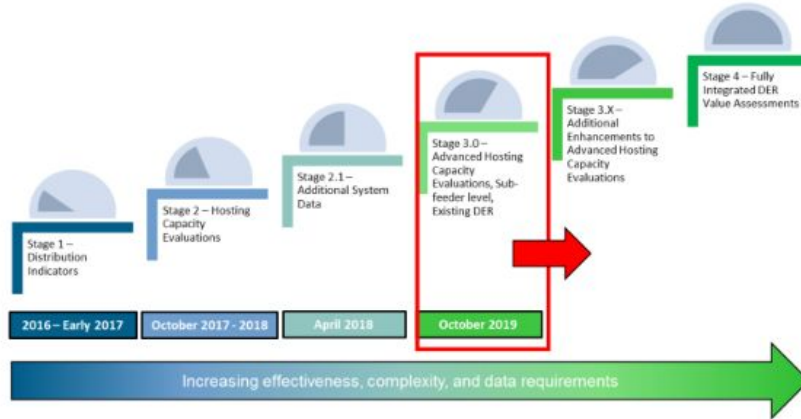 Stage 1 –
Distribution
Indicators
Stage 2 – Hosting
Capacity
Evaluations
Stage 2.1 –
Additional System
Data
Stage 3.0 –
Advanced Hosting
Capacity
Evaluations, Sub-
feeder level,
Existing DER
Stage 3.X –
Additional
Enhancements to
Advanced Hosting
Capacity
Evaluations
Stage 4 – Fully
Integrated DER
Value Assessments
2016 – Early 2017
October 2017 - 2018
April 2018
October 2019
Increasing effectiveness, complexity, and data requirements